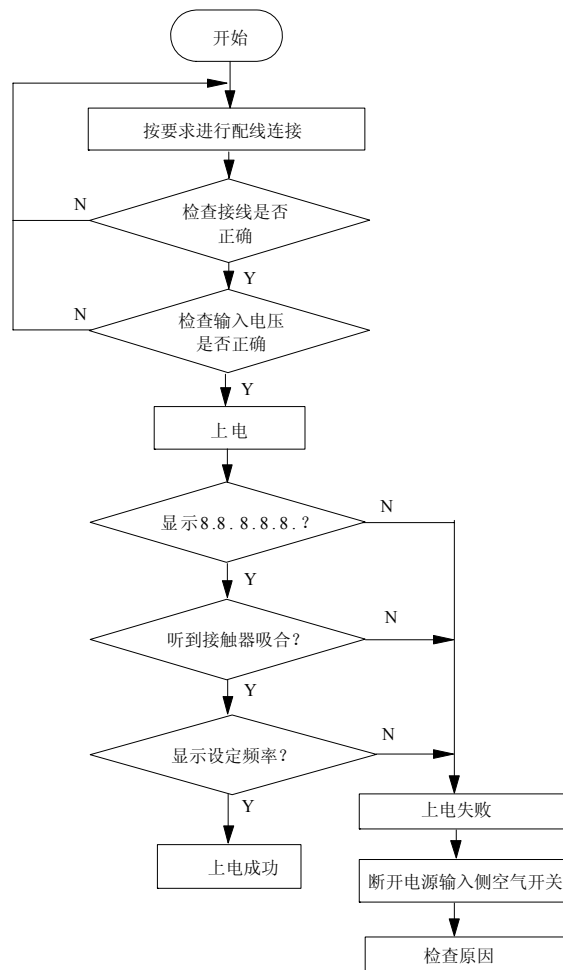 开始
按要求进行配线连接
N
检查接线是否
正确
Y
N
检查输入电压
是否正确
Y
上电
N
显示8.8.8.8.8.?
Y
听到接触器吸合?
N
Y
显示设定频率?
N
Y
上电失败
上电成功
断开电源输入侧空气开关
检查原因